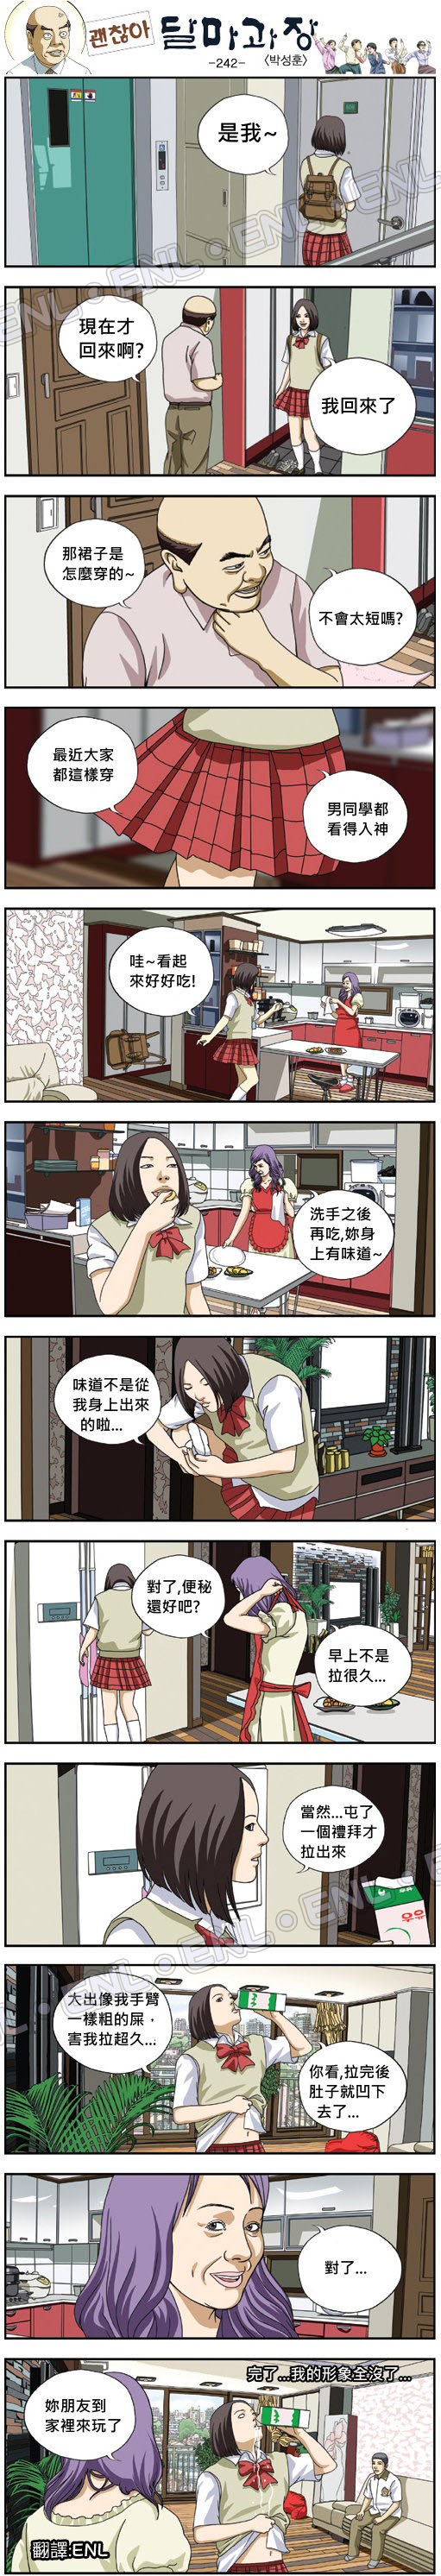 괜찮아
달마과장
-242-
〈박성훈〉
是我~
ENL ENL ENL
現在才
回來啊?
我回來了
那裙子是
怎麼穿的~
不會太短嗎?
最近大家
都這樣穿
男同學都
看得入神
哇~看起
來好好吃!
洗手之後
再吃,妳身
上有味道~
味道不是從
我身上出來
的啦...
對了,便秘
還好吧?
早上不是
拉很久...
當然...屯了
一個禮拜才
拉出來
우유
ENL ENL ENL
大出像我手臂
一樣粗的屎，
害我拉超久...
你看,拉完後
肚子就凹下
去了...
對了...
完了...我的形象全沒了...
妳朋友到
家裡來玩了
翻譯:ENL